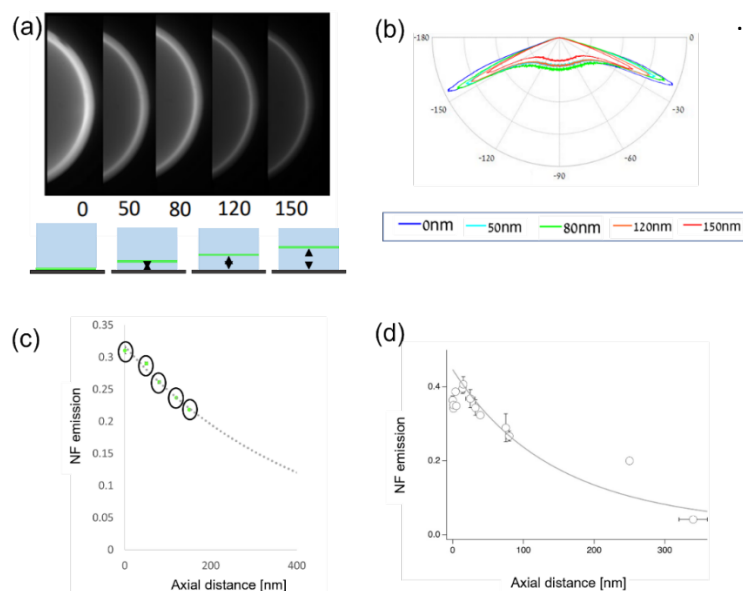 (a)
0 50 80 120 150
(b)
-180 0
-150 -30
-120 -60
-90
0nm 50nm 80nm 120nm 150nm
(c)
NF emission
0.35
0.3
0.25
0.2
0.15
0.1
0.05
0
0 200 400
Axial distance [nm]
(d)
NF emission
0.4
0.2
0.0
0 100 200 300
Axial distance [nm]